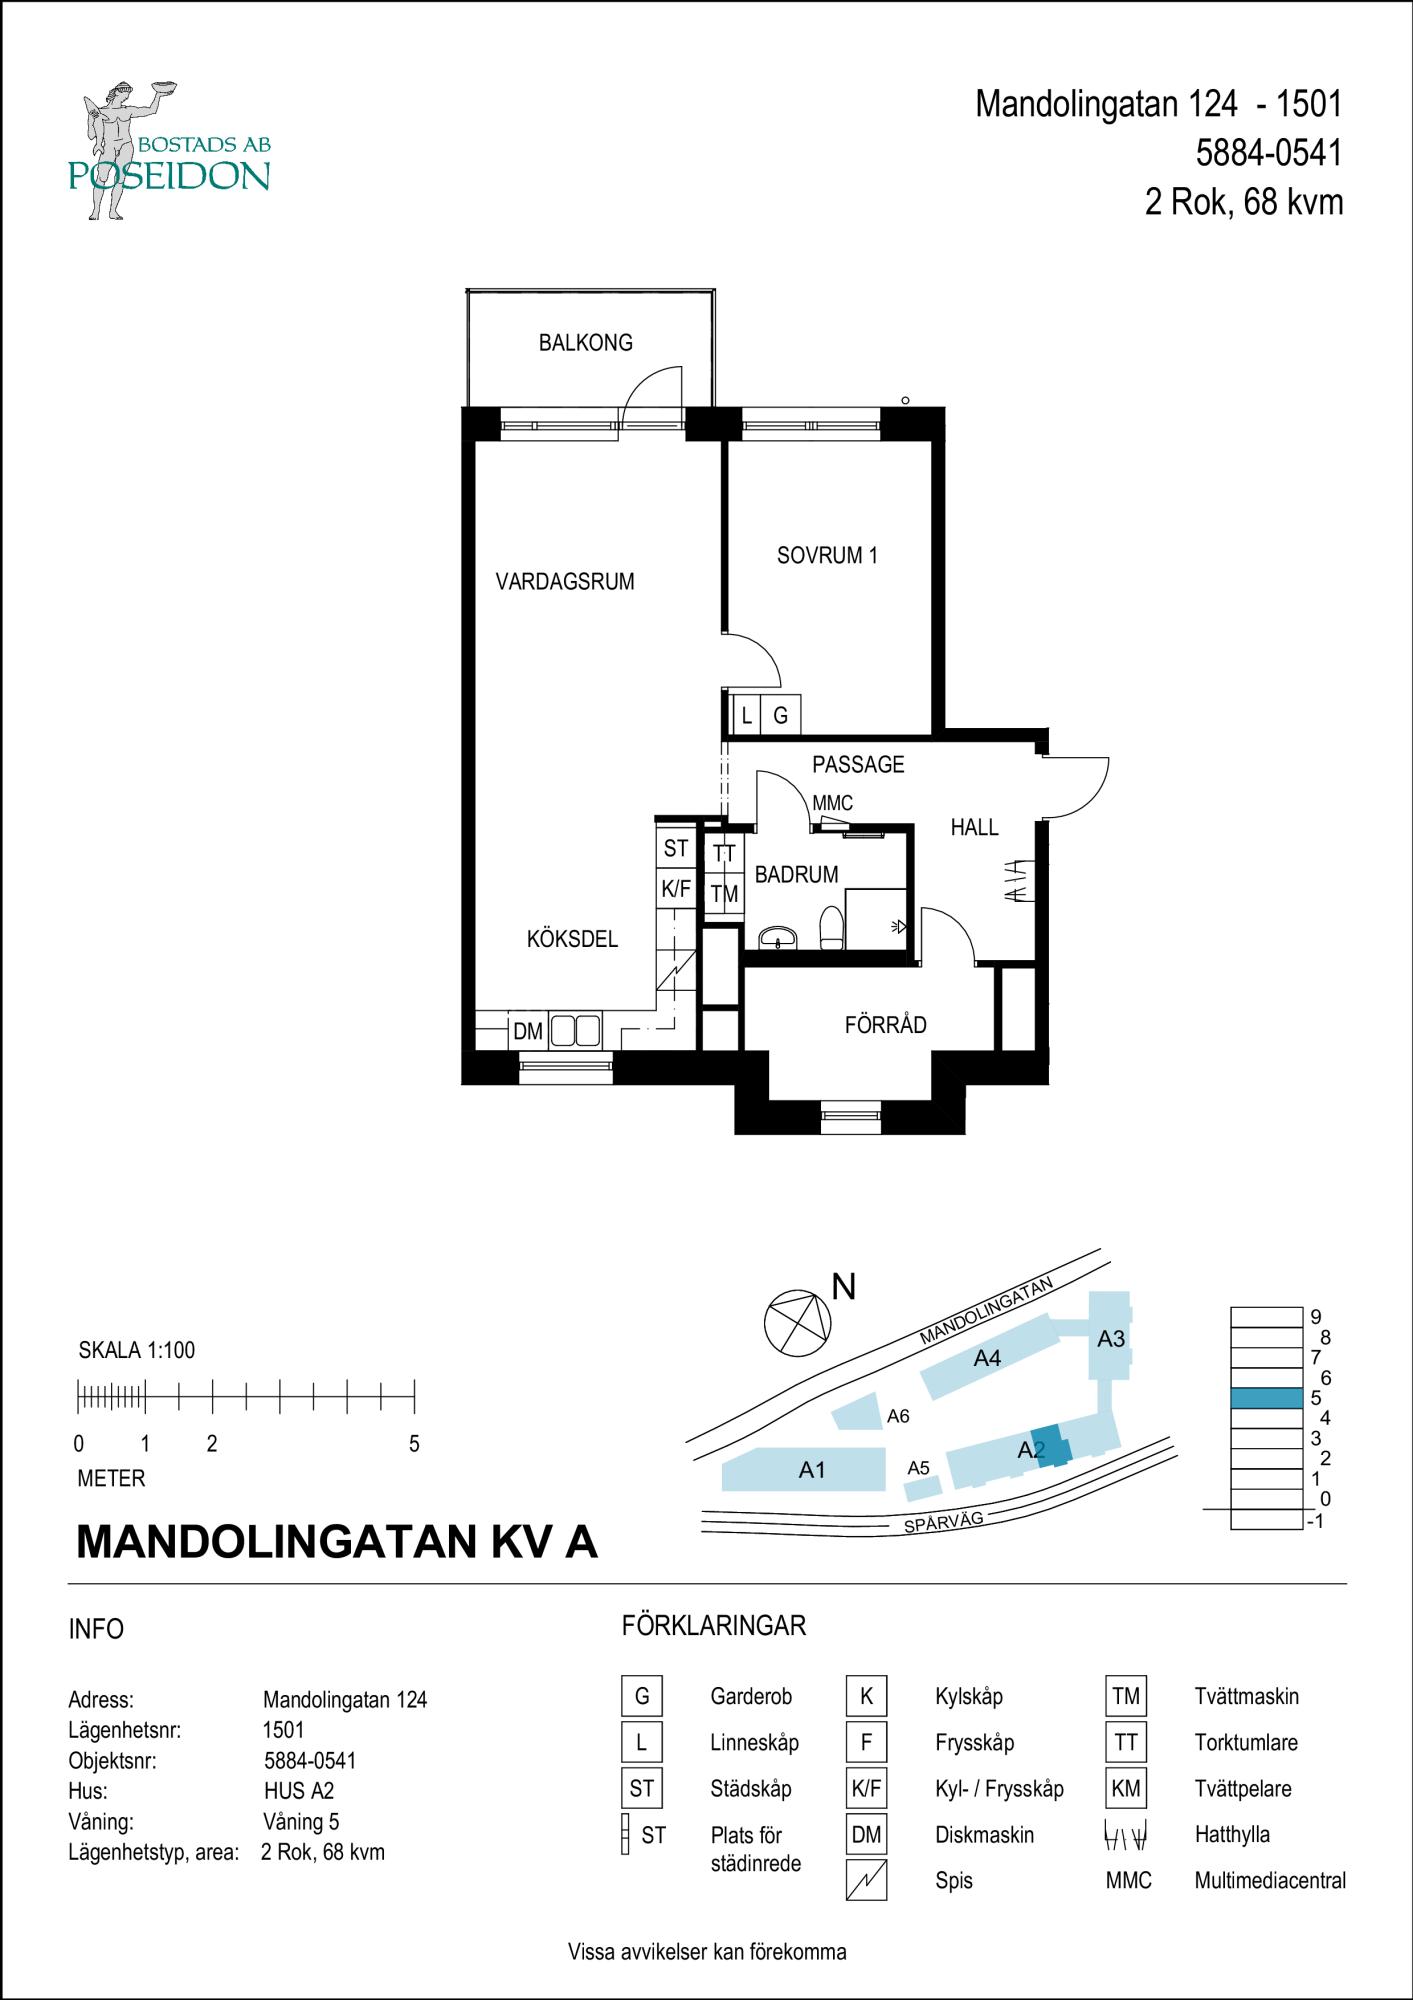 BOSTADS AB
POSEIDON
Mandolingatan 124 - 1501
5884-0541
2 Rok, 68 kvm
BALKONG
SOVRUM 1
VARDAGSRUM
L
G
PASSAGE
MMC
HALL
ST
TT
BADRUM
K/F
TM
KÖKSDEL
FÖRRÅD
DM
N
MANDOLINGATAN
A3
A4
A6
A2
A1
A5
SPÅRVÄG
9
8
7
6
5
4
3
2
1
0
-1
SKALA 1:100
0 1 2 5
METER
MANDOLINGATAN KV A
INFO
Adress: Mandolingatan 124
Lägenhetsnr: 1501
Objektsnr: 5884-0541
Hus: HUS A2
Våning: Våning 5
Lägenhetstyp, area: 2 Rok, 68 kvm
FÖRKLARINGAR
G Garderob
L Linneskåp
ST Städskåp
ST Plats för
städinrede
K Kylskåp
F Frysskåp
K/F Kyl- / Frysskåp
DM Diskmaskin
Spis
TM Tvättmaskin
TT Torktumlare
KM Tvättpelare
Hatthylla
MMC Multimediacentral
Vissa avvikelser kan förekomma